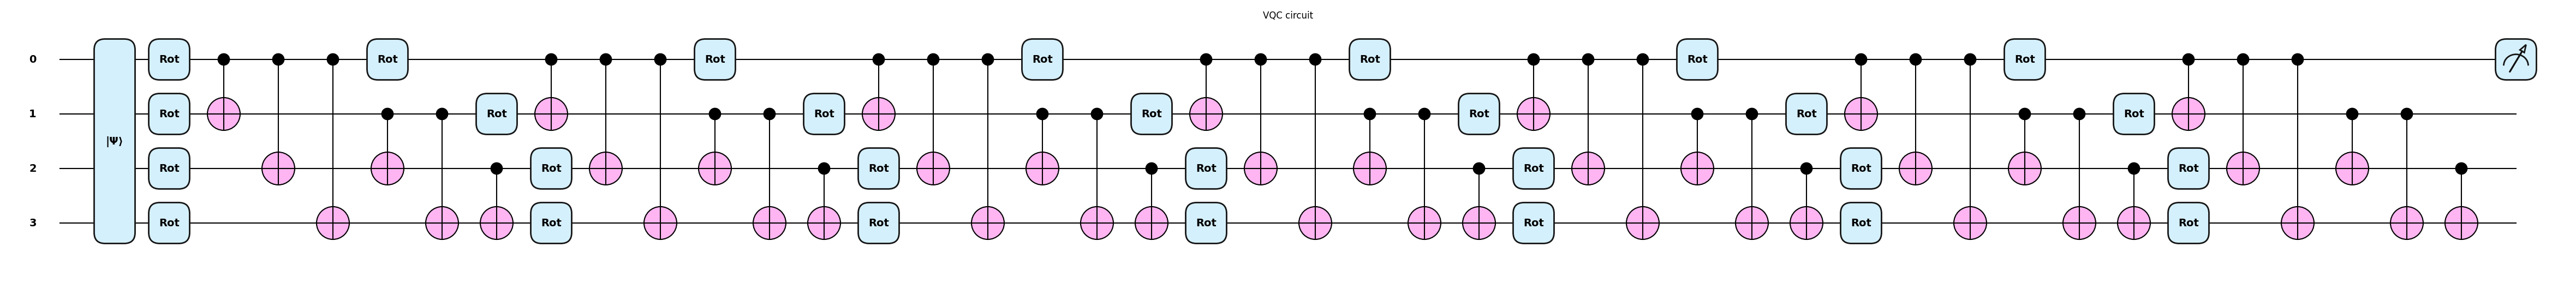 VQC circuit
0 Rot Rot Rot Rot Rot Rot Rot
1 Rot Rot Rot Rot Rot Rot Rot
|Ψ⟩
2 Rot Rot Rot Rot Rot Rot Rot
3 Rot Rot Rot Rot Rot Rot Rot